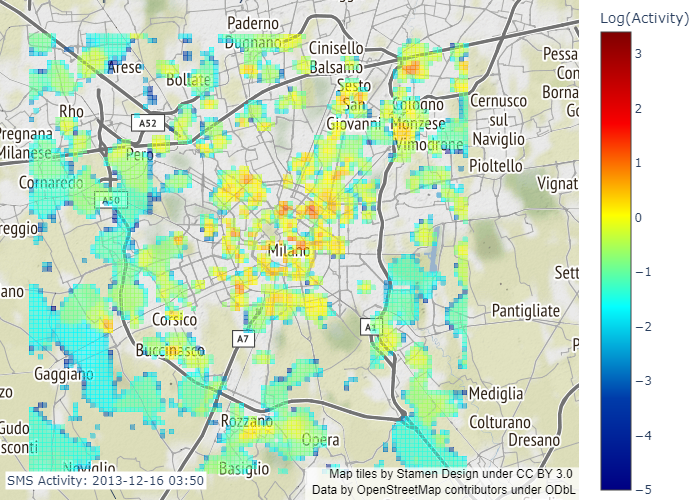 Log(Activity)
3
2
1
0
−1
−2
−3
−4
−5
Paderno
Dugnano
Cinisello
Balsamo
Arese
Bollate
Sesto
San
Giovanni
Cologno
Monzese
Vimodrone
Cernusco
sul
Naviglio
Pessa
Con
Borna
Go
Rho
A52
Pregnana
Milanese
Pero
Pioltello
Cornaredo
A50
Vignat
reggio
Milano
Sett
ano
Pantigliate
Corsico
A1
A7
P
Buccinasco
Gaggiano
zo
Mediglia
Rozzano
Colturano
Gudo
Opera
Dresano
sconti
Noviglio
Basiglio
SMS Activity: 2013-12-16 03:50
Map tiles by Stamen Design under CC BY 3.0
Data by OpenStreetMap contributors under ODbL